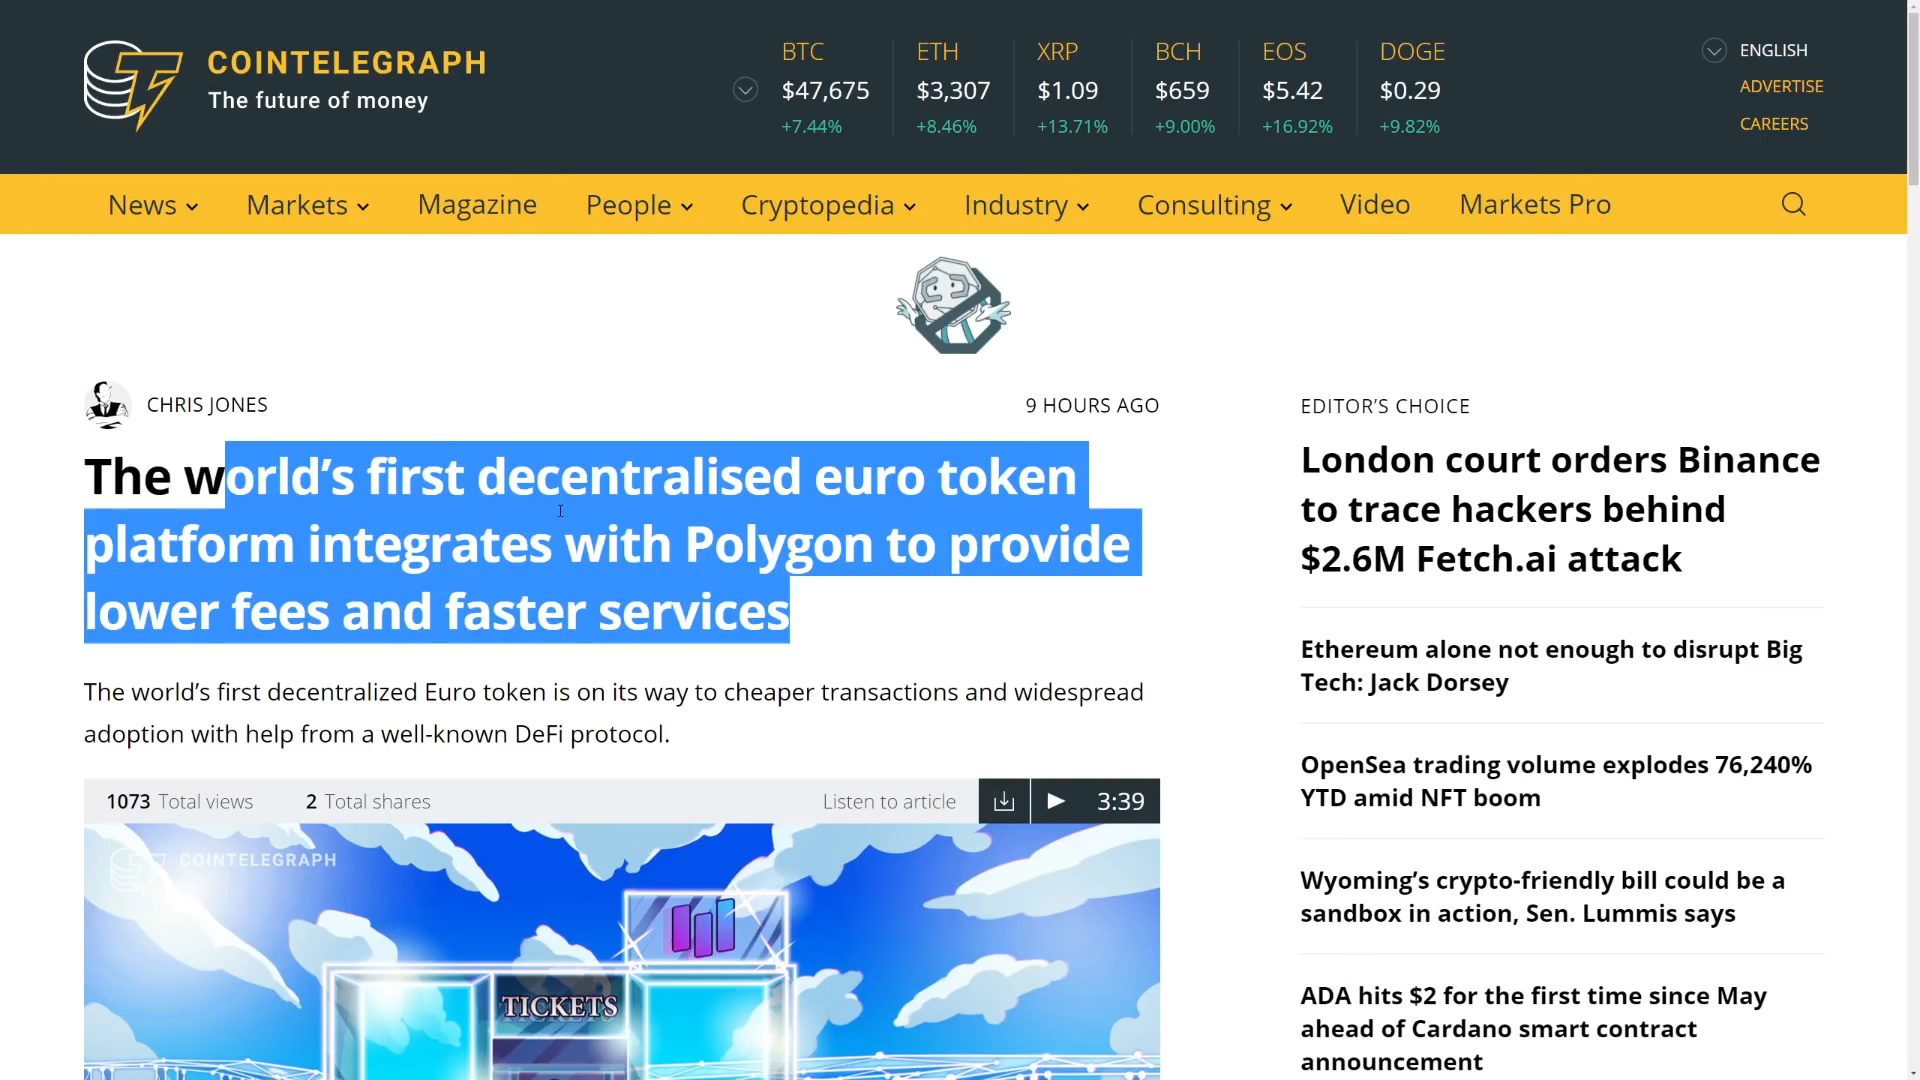 COINTELEGRAPH
The future of money
BTC
$47,675
+7.44%
ETH
$3,307
+8.46%
XRP
$1.09
+13.71%
BCH
$659
+9.00%
EOS
$5.42
+16.92%
DOGE
$0.29
+9.82%
ENGLISH
ADVERTISE
CAREERS
News Markets Magazine People Cryptopedia Industry Consulting Video Markets Pro
CHRIS JONES
9 HOURS AGO
The world’s first decentralised euro token
platform integrates with Polygon to provide
lower fees and faster services
The world’s first decentralized Euro token is on its way to cheaper transactions and widespread
adoption with help from a well-known DeFi protocol.
1073 Total views 2 Total shares Listen to article 3:39
COINTELEGRAPH
TICKETS
EDITOR’S CHOICE
London court orders Binance
to trace hackers behind
$2.6M Fetch.ai attack
Ethereum alone not enough to disrupt Big
Tech: Jack Dorsey
OpenSea trading volume explodes 76,240%
YTD amid NFT boom
Wyoming’s crypto-friendly bill could be a
sandbox in action, Sen. Lummis says
ADA hits $2 for the first time since May
ahead of Cardano smart contract
announcement